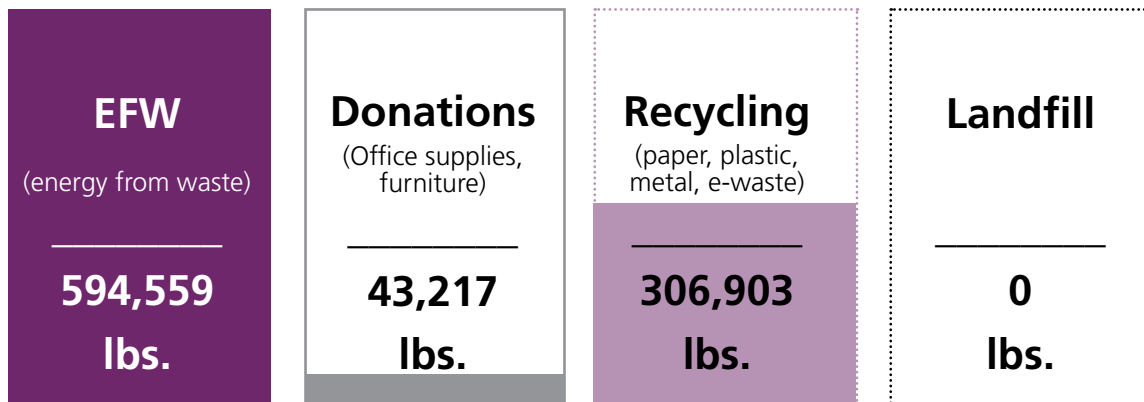 EFW
(energy from waste)
594,559
lbs.
Donations
(Office supplies,
furniture)
43,217
lbs.
Recycling
(paper, plastic,
metal, e-waste)
306,903
lbs.
Landfill
0
lbs.